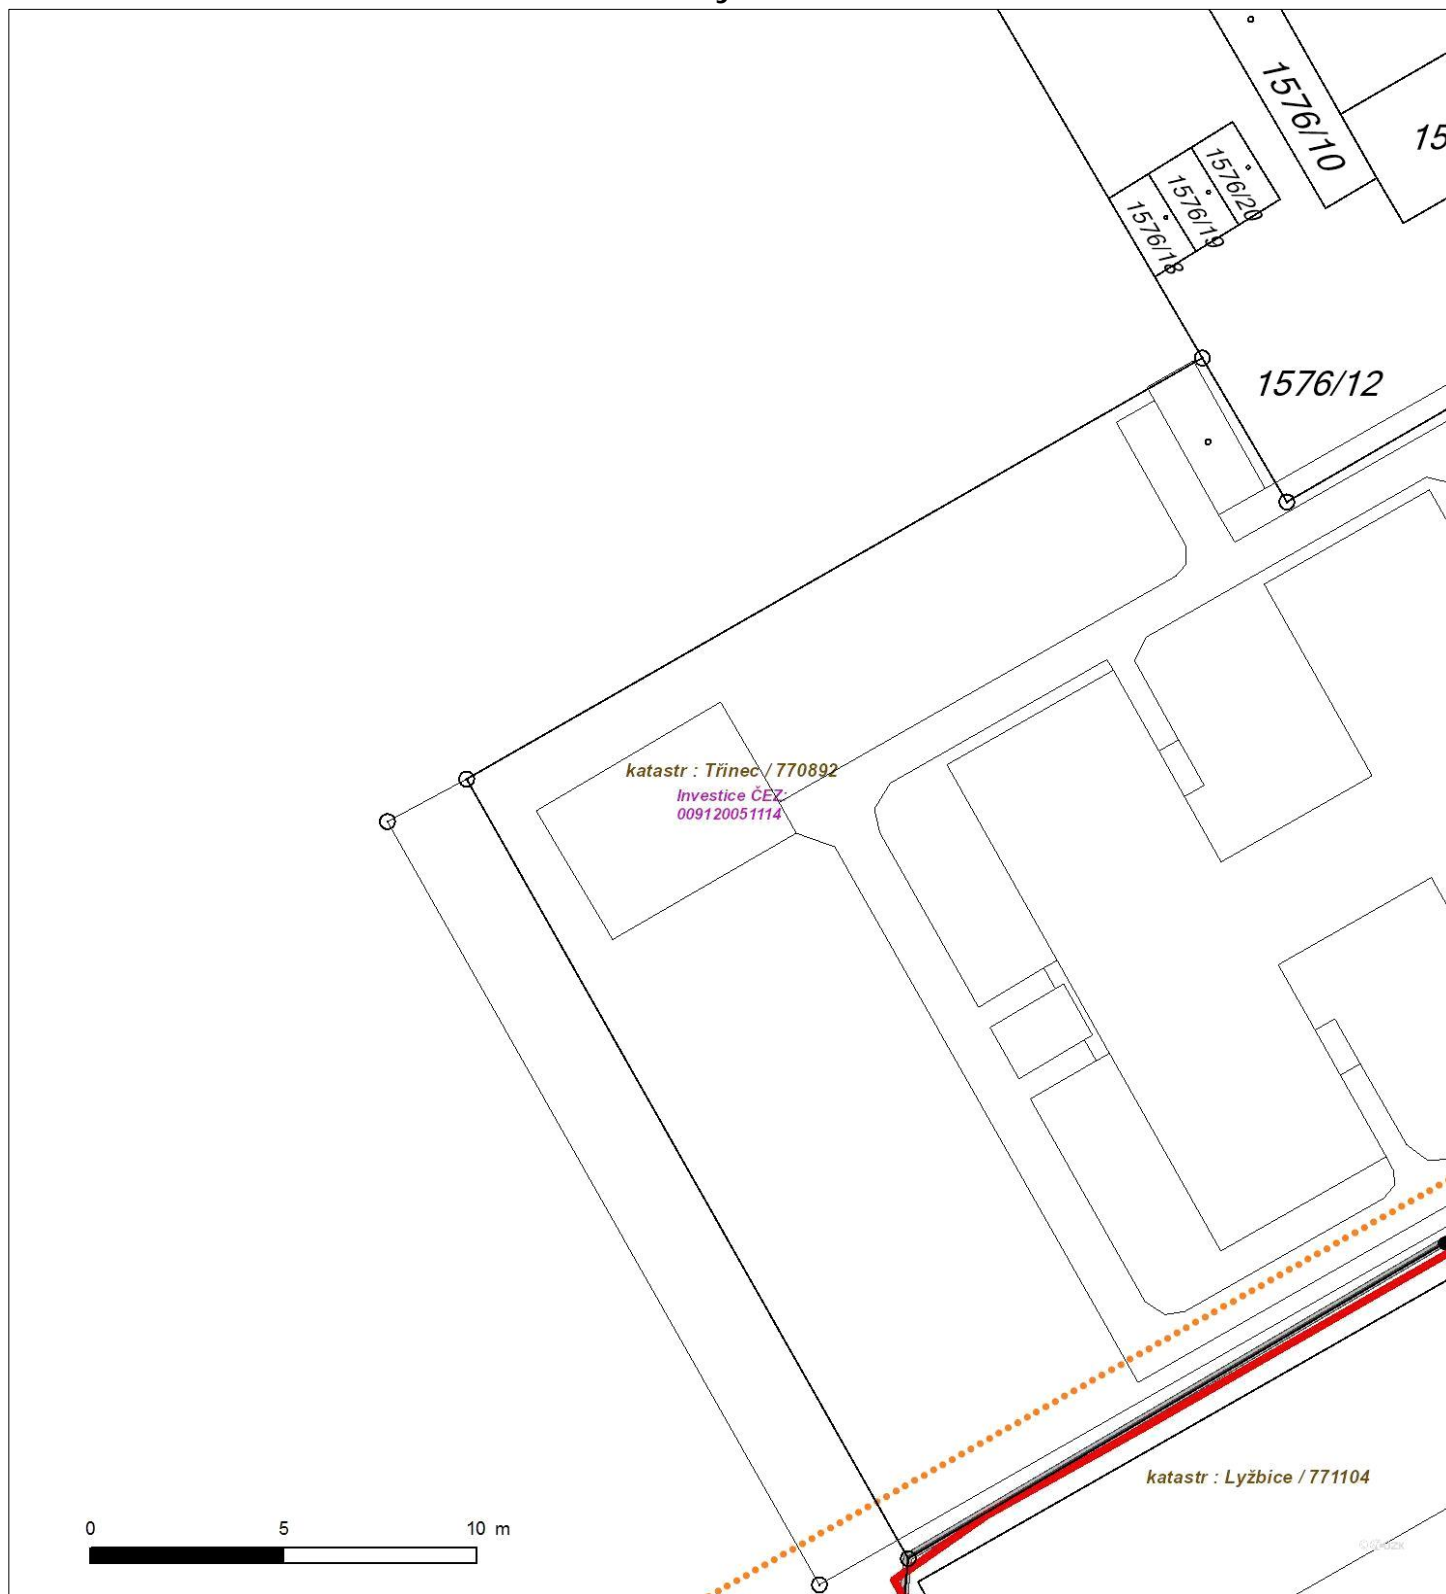 1576/10
15
1576/20
1576/19
1576/18
1576/12
katastr : Třinec / 770892
Investice ČEZ:
009120051114
katastr : Lyžbice / 771104
0 5 10 m